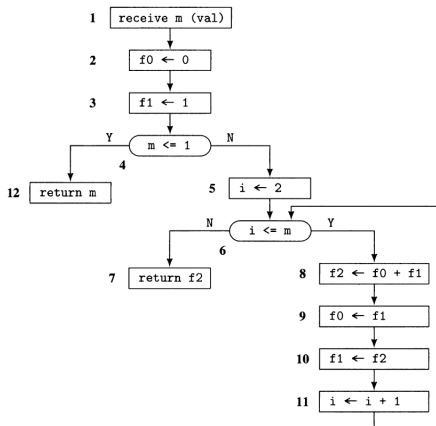 1 receive m (val)
2 f0 ← 0
3 f1 ← 1
Y m <= 1 N
4
12 return m
5 i ← 2
N i <= m Y
6
7 return f2
8 f2 ← f0 + f1
9 f0 ← f1
10 f1 ← f2
11 i ← i + 1